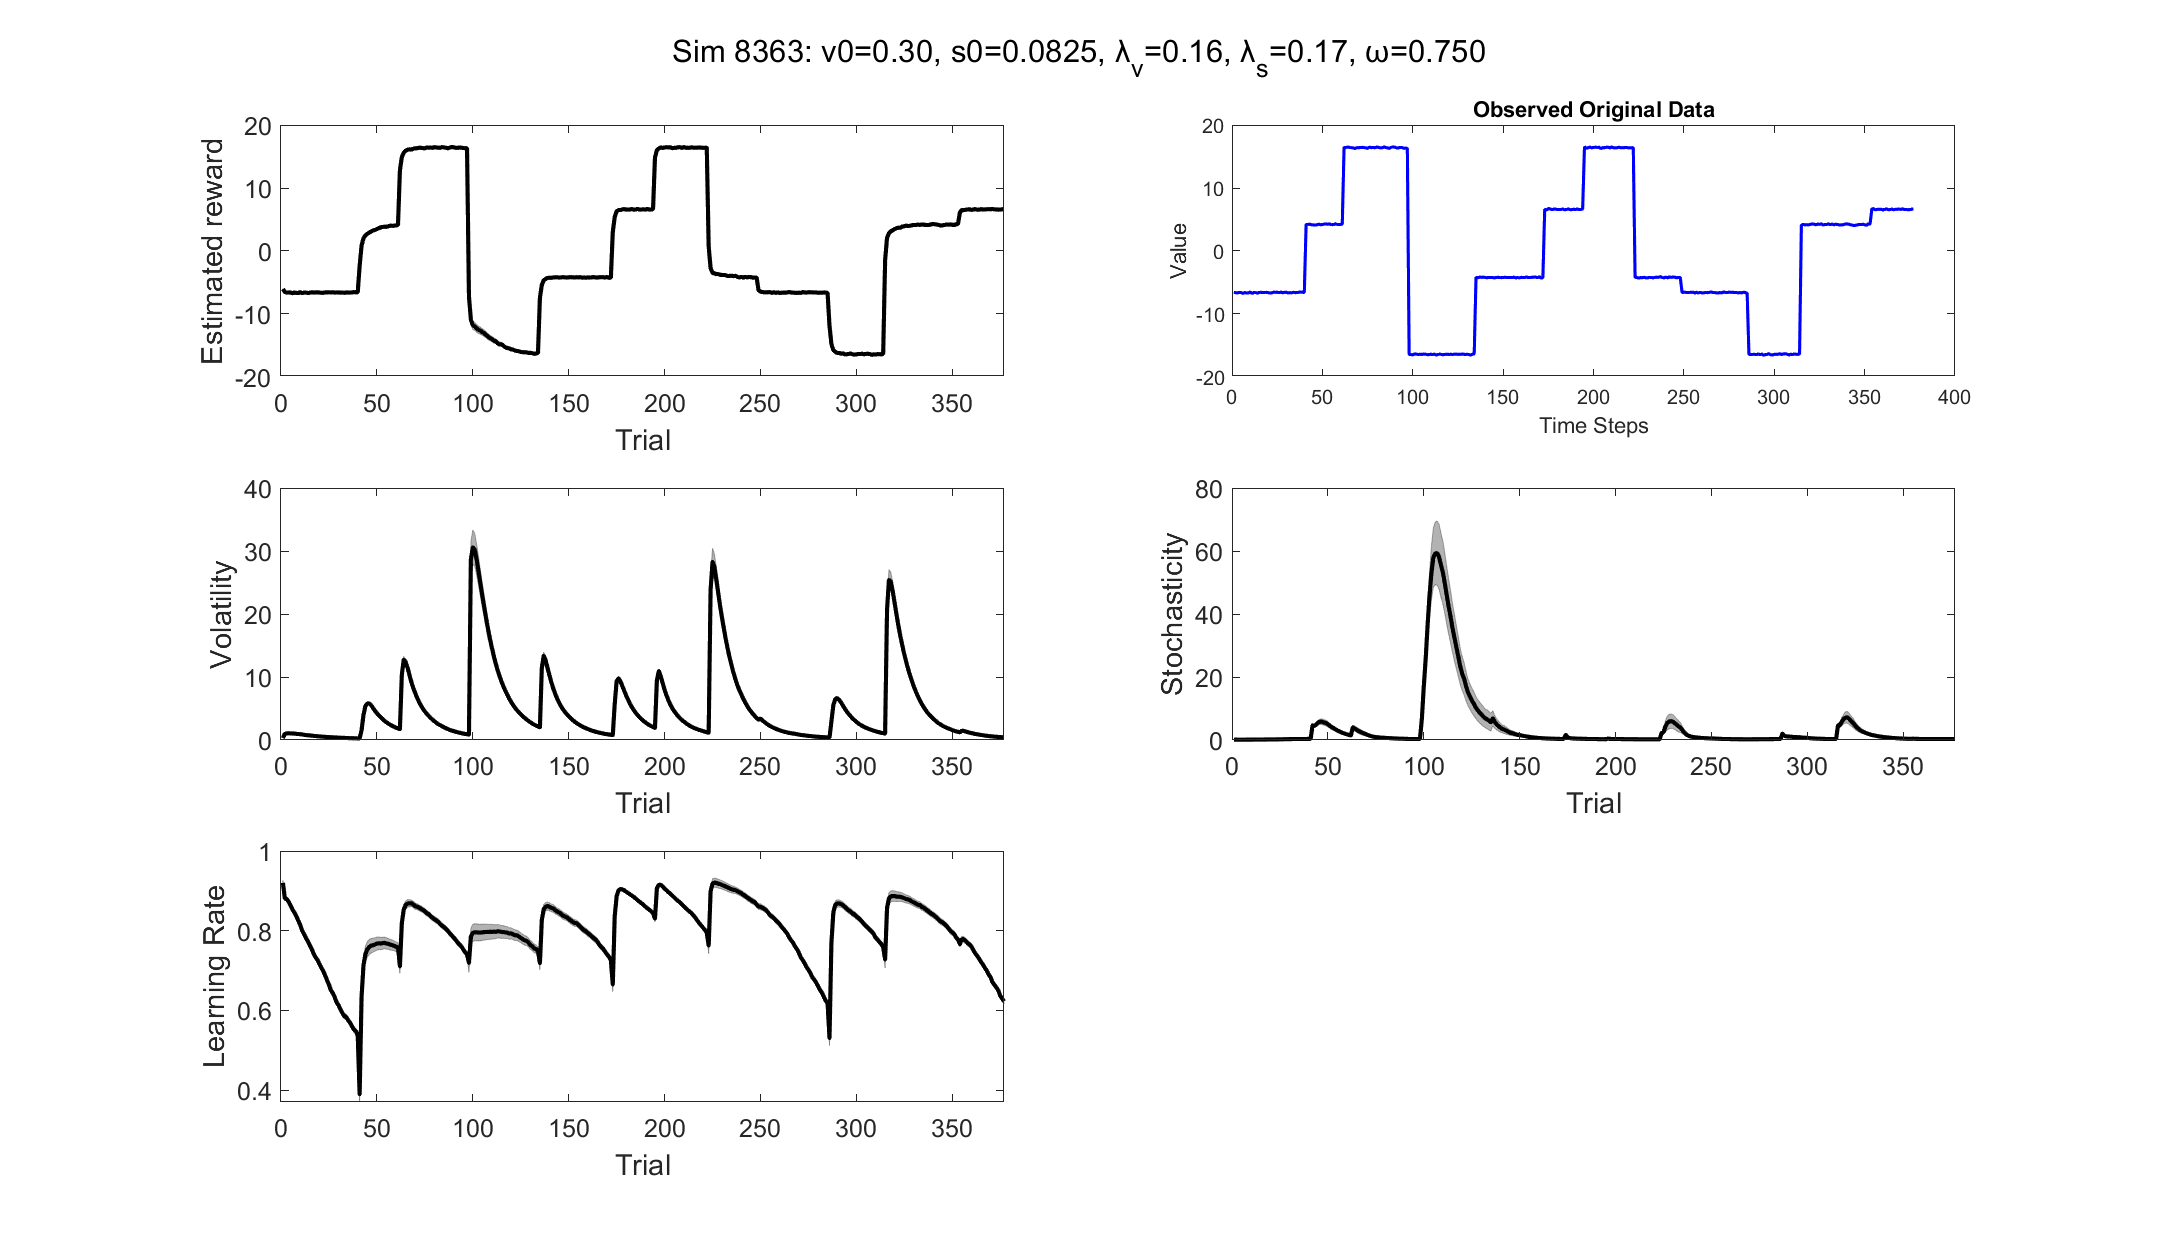 Sim 8363: v0=0.30, s0=0.0825, λ_v=0.16, λ_s=0.17, ω=0.750
20
10
0
-10
-20
Estimated reward
0 50 100 150 200 250 300 350
Trial
Observed Original Data
20
10
0
-10
-20
Value
0 50 100 150 200 250 300 350 400
Time Steps
40
30
20
10
0
Volatility
0 50 100 150 200 250 300 350
Trial
80
60
40
20
0
Stochasticity
0 50 100 150 200 250 300 350
Trial
1
0.8
0.6
0.4
Learning Rate
0 50 100 150 200 250 300 350
Trial